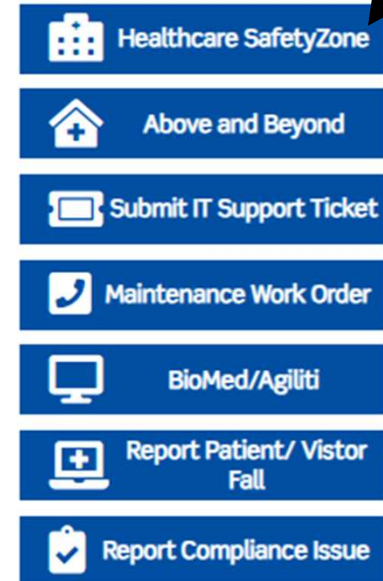 Healthcare SafetyZone
Above and Beyond
Submit IT Support Ticket
Maintenance Work Order
BioMed/Agiliti
Report Patient/ Vistor
Fall
Report Compliance Issue